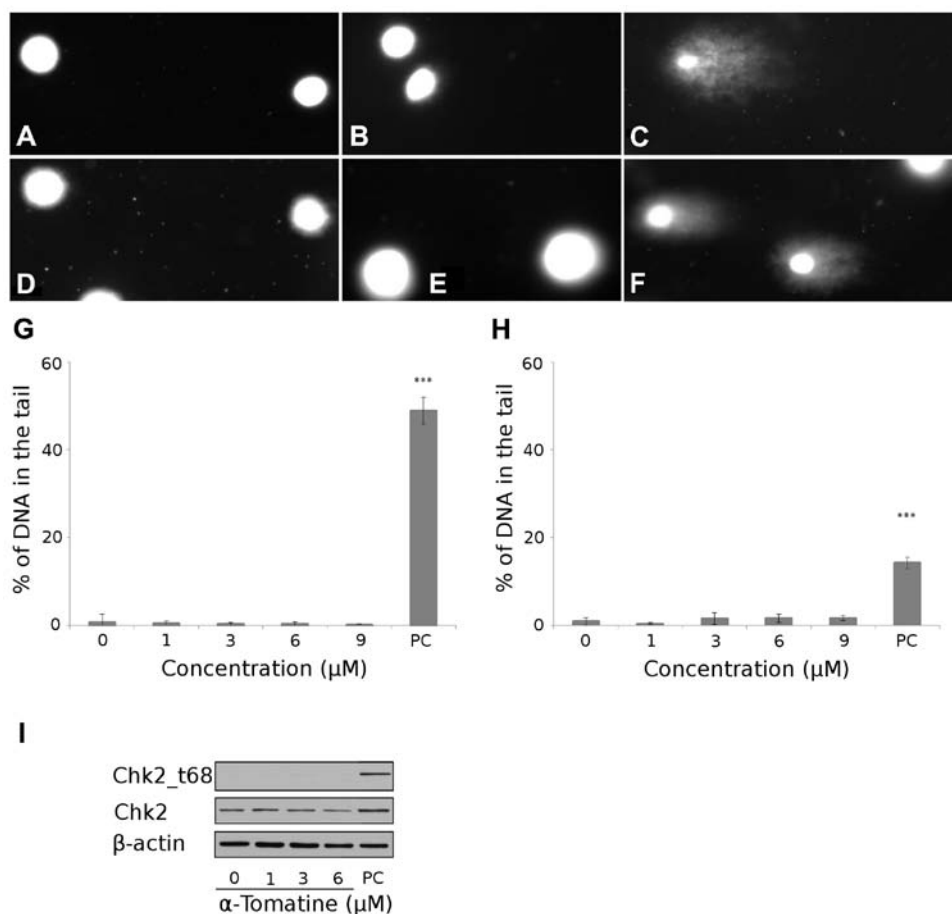 A
B
C
D
E
F
G
H
60
40
20
0
% of DNA in the tail
***
0 1 3 6 9 PC
Concentration (µM)
60
40
20
0
% of DNA in the tail
***
0 1 3 6 9 PC
Concentration (µM)
I
Chk2_t68
Chk2
β-actin
0 1 3 6 PC
α-Tomatine (µM)